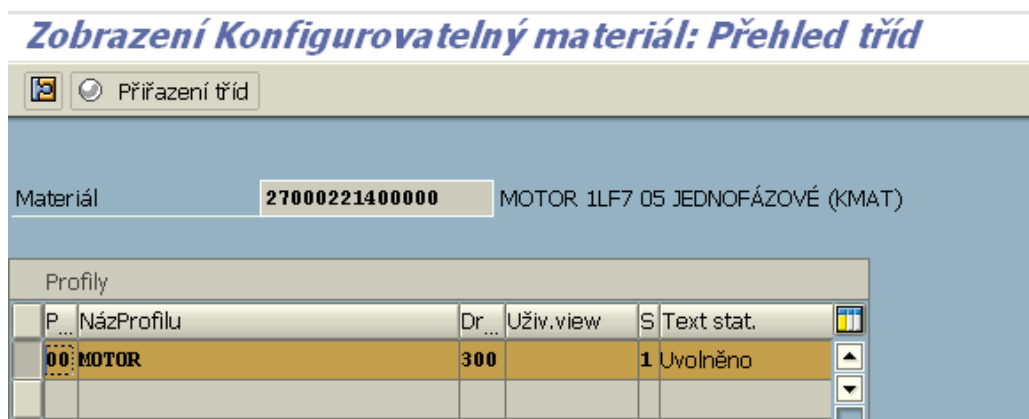 Zobrazení Konfigurovatelný materiál: Přehled tříd
Přiřazení tříd
Materiál 27000221400000 MOTOR 1LF7 05 JEDNOFÁZOVÉ (KMAT)
Profily
P... NázProfilu Dr... Uživ.view S Text stat.
00 MOTOR 300 1 Uvolněno